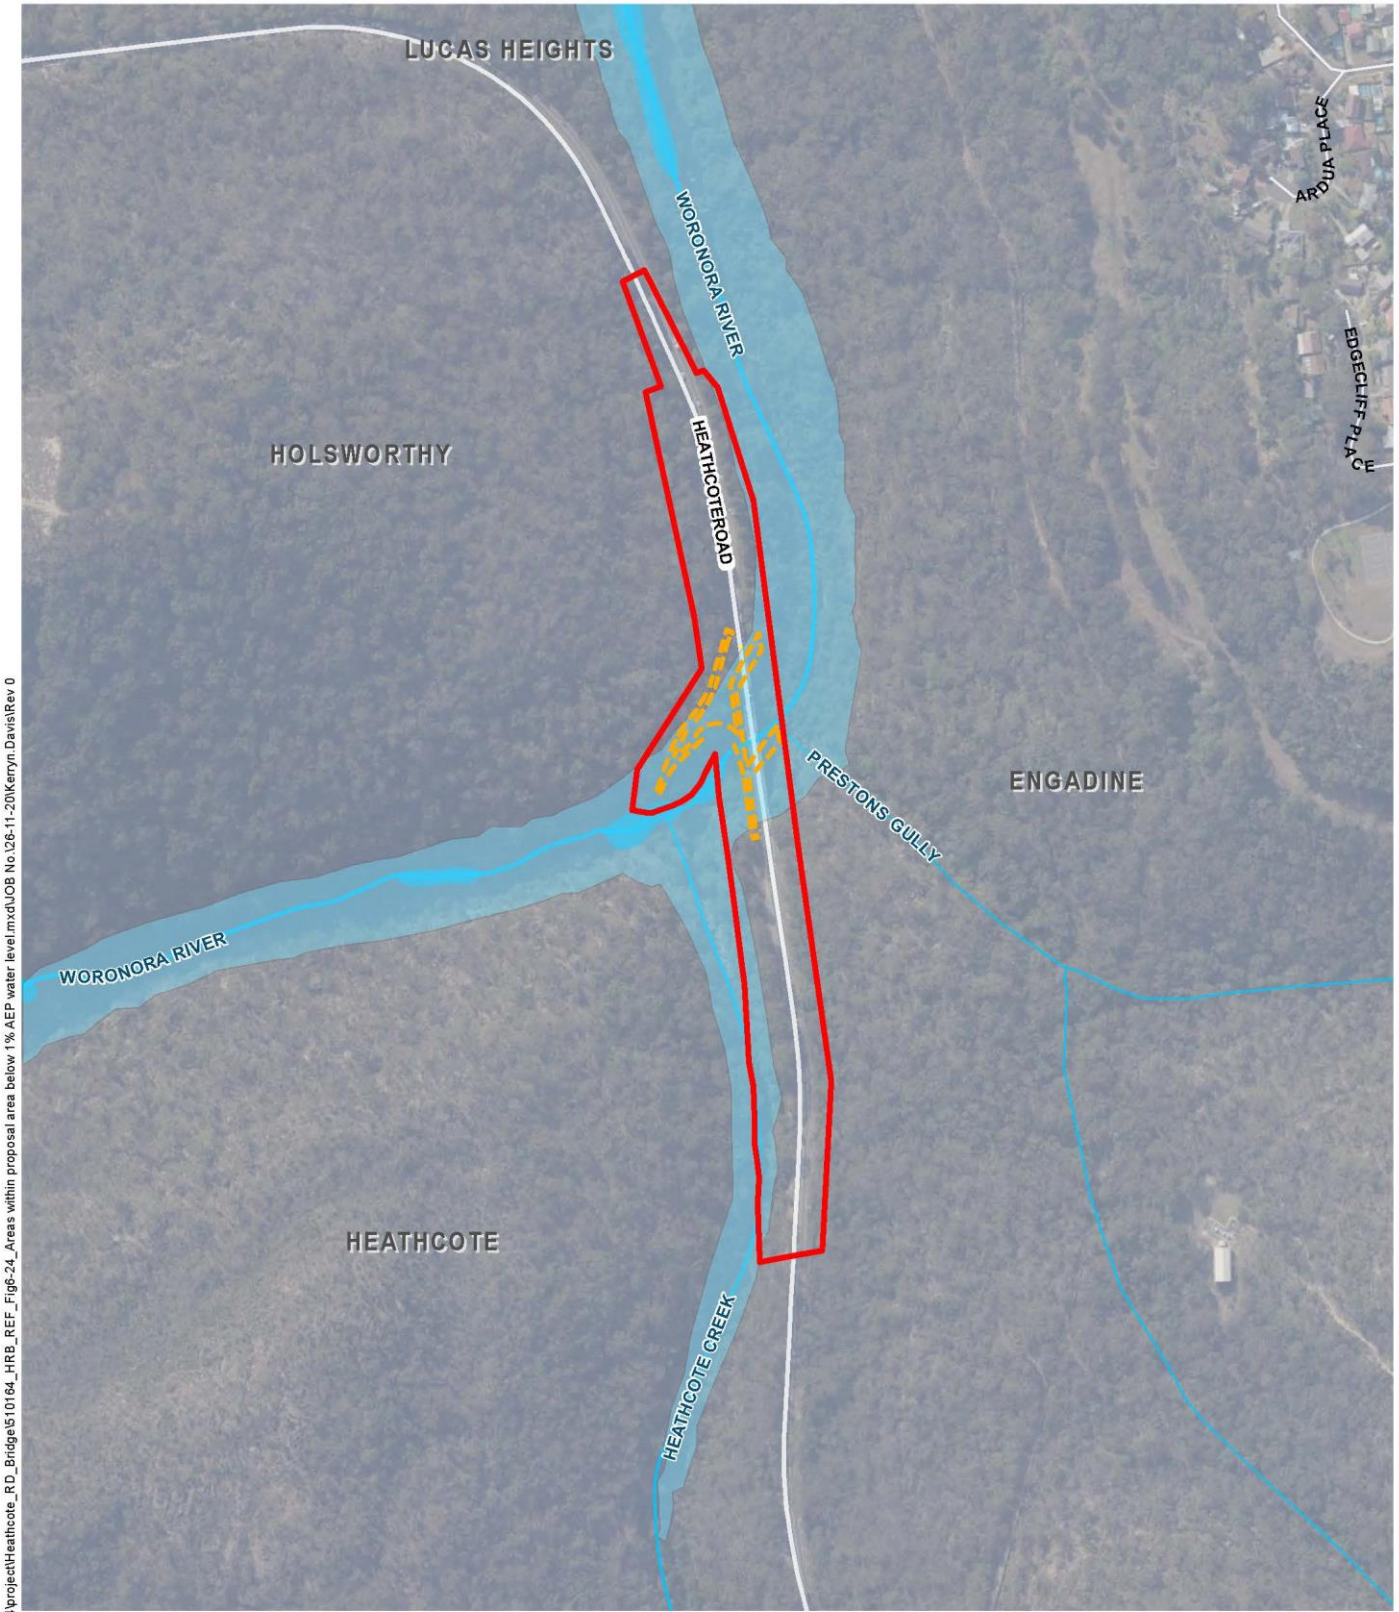 LUCAS HEIGHTS
ARDUA PLACE
WORONORA RIVER
EDGECLIFF PLACE
HOLSWORTHY
HEATHCOTEROAD
PRESTONS GULLY
ENGADINE
WORONORA RIVER
HEATHCOTE
HEATHCOTE CREEK
\project\Heathcote_RD_Bridge\510164_HRB_REF_Fig6-24_Areas within proposal area below 1% AEP water level.mxd\JOB No.\26-11-20\Kerryn.Davis\Rev 0